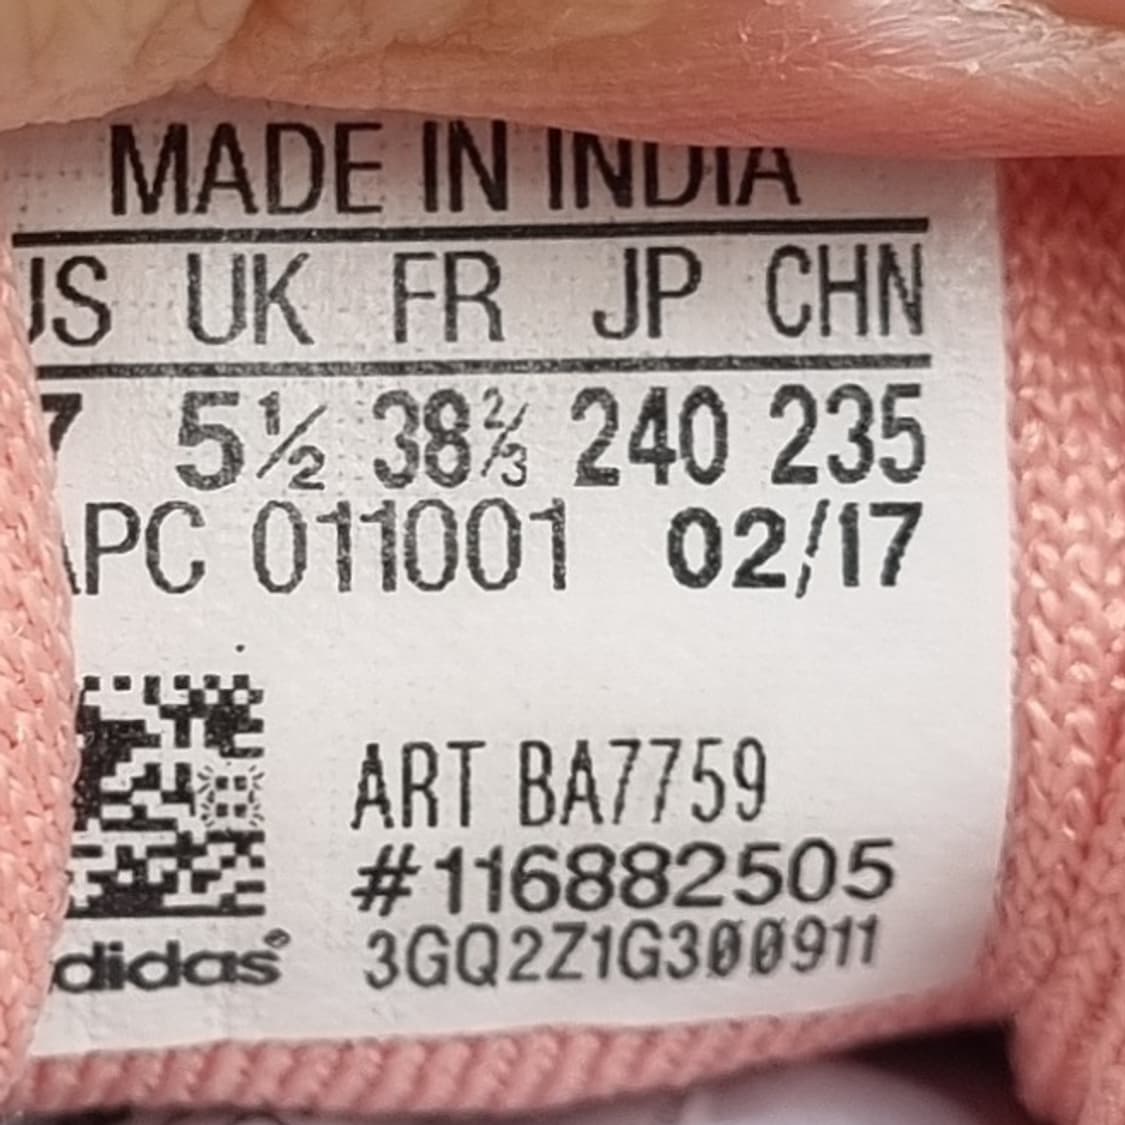 MADE IN INDIA
US UK FR JP CHN
7 5½ 38⅔ 240 235
APC 011001 02/17
ART BA7759
#116882505
3GQ2Z1G300911
adidas